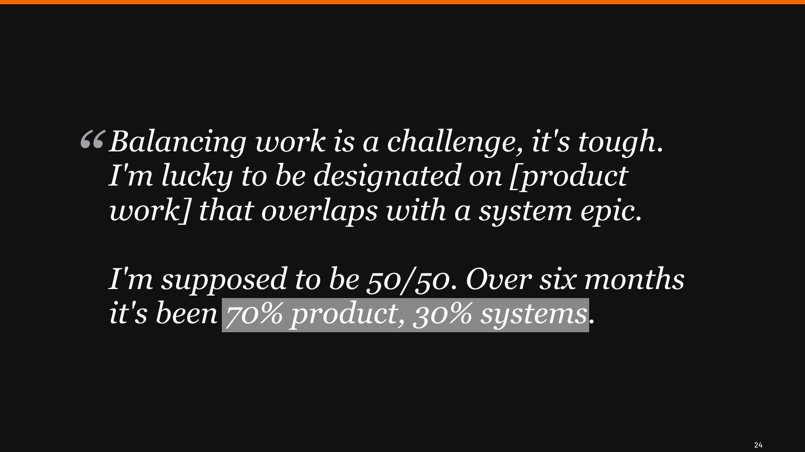 “Balancing work is a challenge, it's tough.
I'm lucky to be designated on [product
work] that overlaps with a system epic.
I'm supposed to be 50/50. Over six months
it's been 70% product, 30% systems.
24